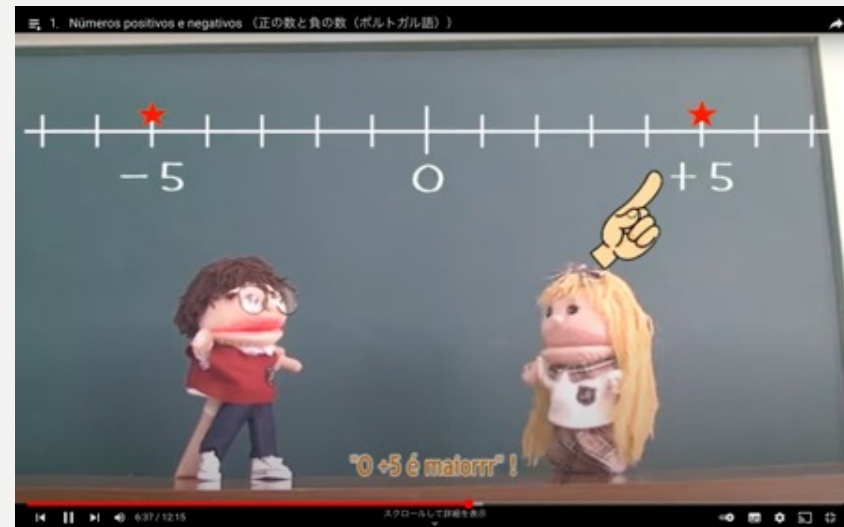 1. Números positivos e negativos （正の数と負の数（ポルトガル語））
−5 0 +5
"O +5 é maiorrr" !
6:37 / 12:15
スクロールして詳細を表示